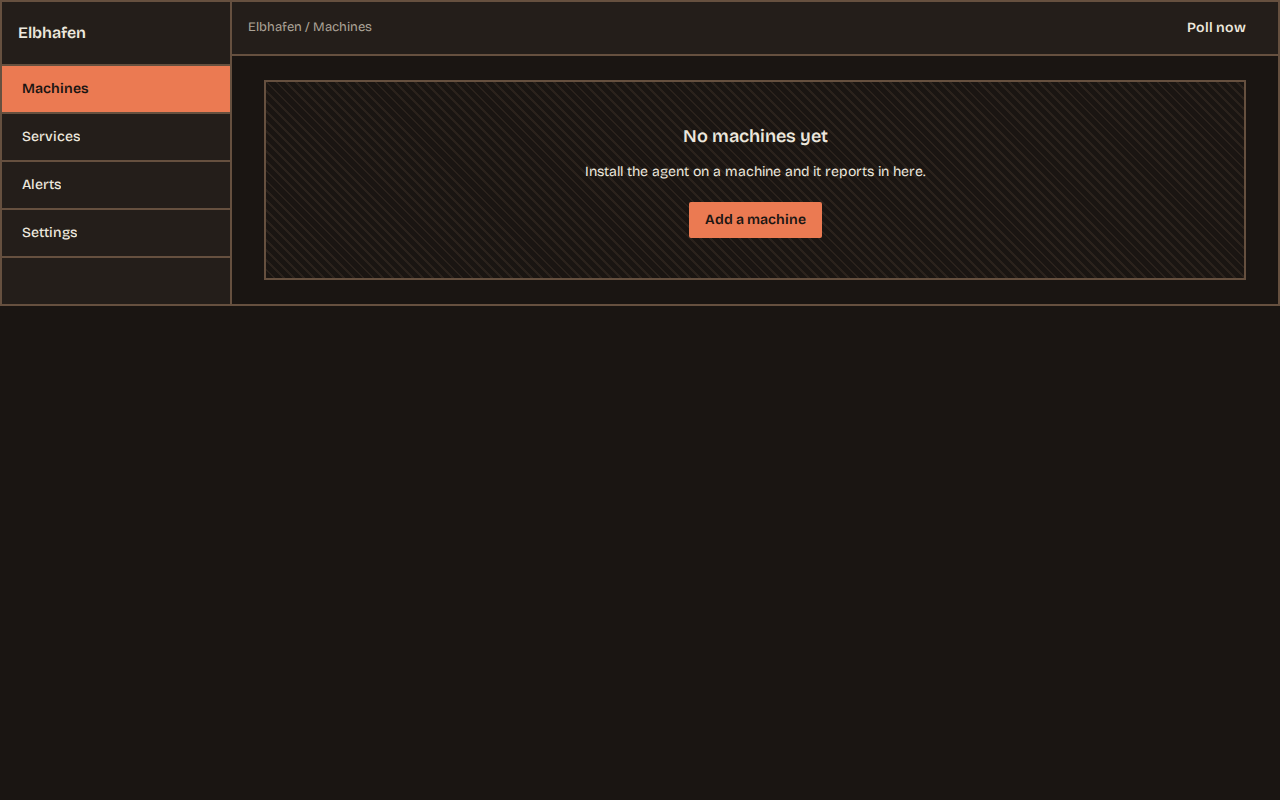 Elbhafen
Machines
Services
Alerts
Settings
Elbhafen / Machines
Poll now
No machines yet
Install the agent on a machine and it reports in here.
Add a machine